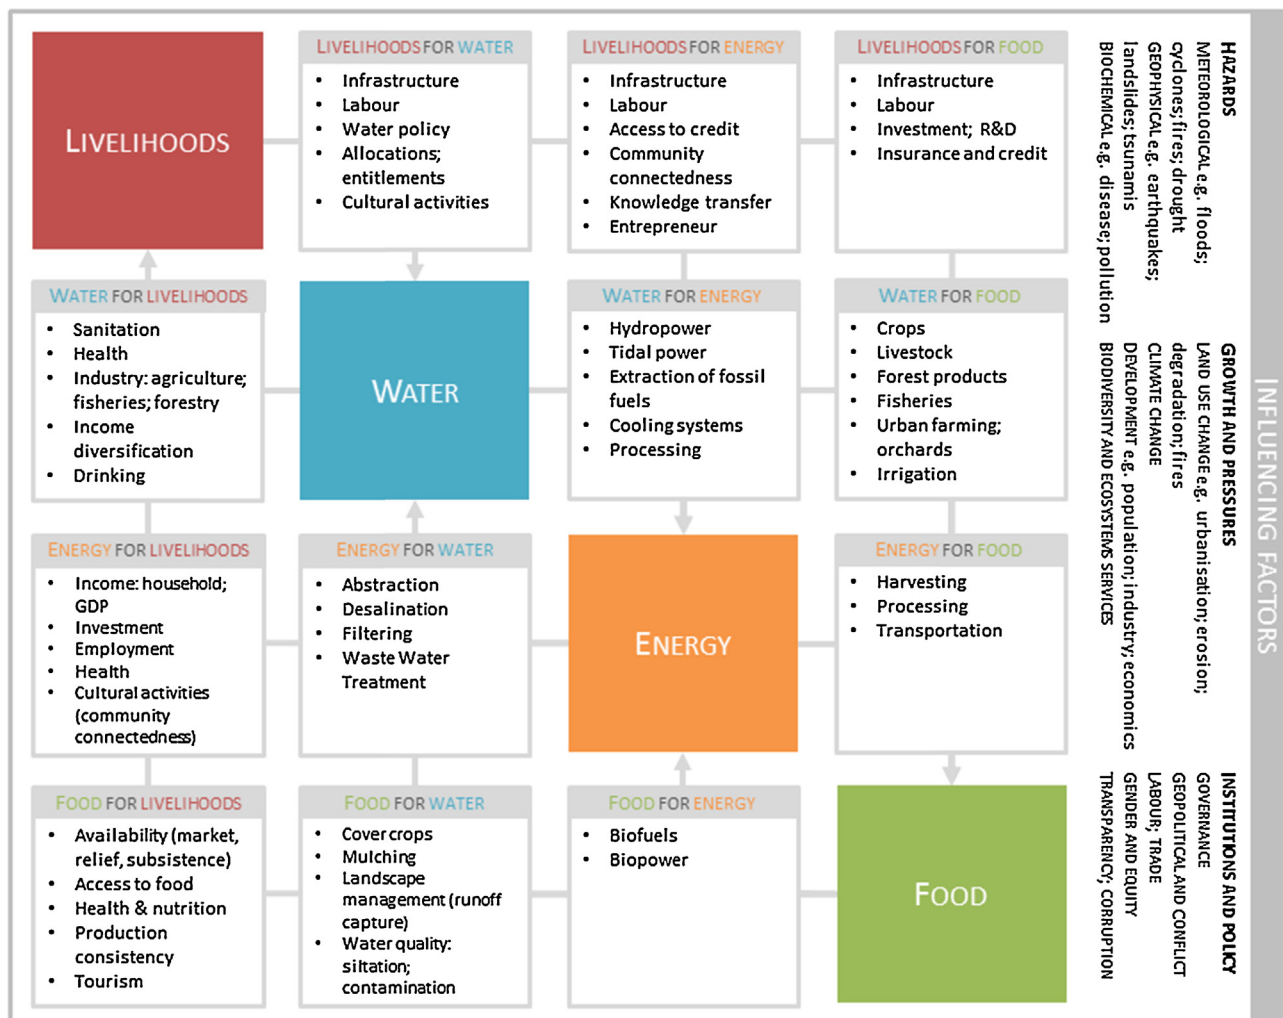 LIVELIHOODS
LIVELIHOODS FOR WATER
• Infrastructure
• Labour
• Water policy
• Allocations;
entitlements
• Cultural activities
LIVELIHOODS FOR ENERGY
• Infrastructure
• Labour
• Access to credit
• Community
connectedness
• Knowledge transfer
• Entrepreneur
LIVELIHOODS FOR FOOD
• Infrastructure
• Labour
• Investment; R&D
• Insurance and credit
WATER FOR LIVELIHOODS
• Sanitation
• Health
• Industry: agriculture;
fisheries; forestry
• Income
diversification
• Drinking
WATER
WATER FOR ENERGY
• Hydropower
• Tidal power
• Extraction of fossil
fuels
• Cooling systems
• Processing
WATER FOR FOOD
• Crops
• Livestock
• Forest products
• Fisheries
• Urban farming;
orchards
• Irrigation
ENERGY FOR LIVELIHOODS
• Income: household;
GDP
• Investment
• Employment
• Health
• Cultural activities
(community
connectedness)
ENERGY FOR WATER
• Abstraction
• Desalination
• Filtering
• Waste Water
Treatment
ENERGY
ENERGY FOR FOOD
• Harvesting
• Processing
• Transportation
FOOD FOR LIVELIHOODS
• Availability (market,
relief, subsistence)
• Access to food
• Health & nutrition
• Production
consistency
• Tourism
FOOD FOR WATER
• Cover crops
• Mulching
• Landscape
management (runoff
capture)
• Water quality:
siltation;
contamination
FOOD FOR ENERGY
• Biofuels
• Biopower
FOOD
HAZARDS
METEOROLOGICAL e.g. floods;
cyclones; fires; drought
GEOPHYSICAL e.g. earthquakes;
landslides; tsunamis
BIOCHEMICAL e.g. disease; pollution
GROWTH AND PRESSURES
LAND USE CHANGE e.g. urbanisation; erosion;
degradation; fires
CLIMATE CHANGE
DEVELOPMENT e.g. population; industry; economics
BIODIVERSITY AND ECOSYSTEMS SERVICES
INSTITUTIONS AND POLICY
GOVERNANCE
GEOPOLITICAL AND CONFLICT
LABOUR; TRADE
GENDER AND EQUITY
TRANSPARENCY; CORRUPTION
INFLUENCING FACTORS